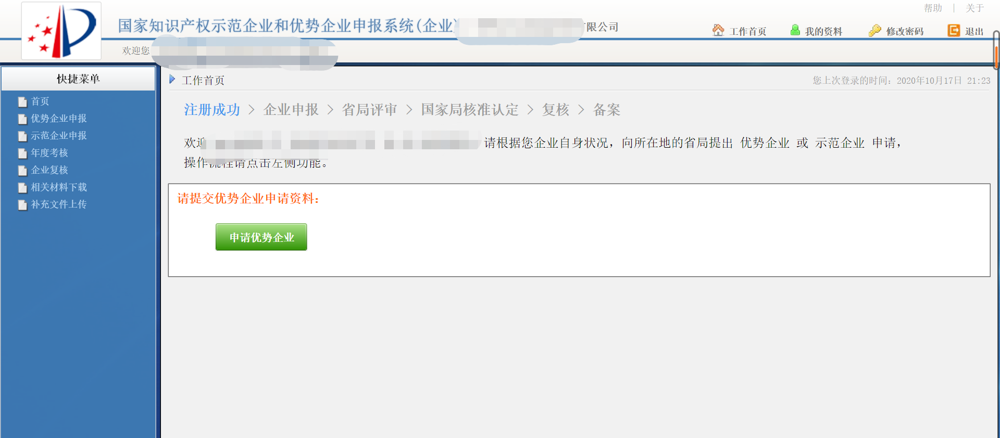 帮助 | 关于
国家知识产权示范企业和优势企业申报系统(企业)
限公司
工作首页
我的资料
修改密码
退出
欢迎您
快捷菜单
首页
优势企业申报
示范企业申报
年度考核
企业复核
相关材料下载
补充文件上传
工作首页
您上次登录的时间：2020年10月17日 21:23
注册成功 > 企业申报 > 省局评审 > 国家局核准认定 > 复核 > 备案
欢迎 请根据您企业自身状况，向所在地的省局提出 优势企业 或 示范企业 申请，
操作流程请点击左侧功能。
请提交优势企业申请资料：
申请优势企业